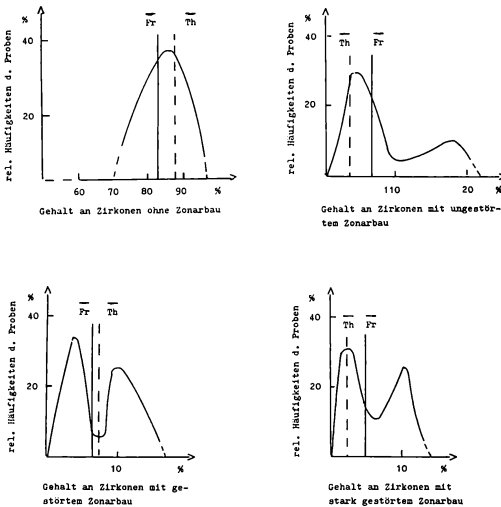 %
rel. Häufigkeiten d. Proben
40
20
Fr
Th
60
80
90
%
70
Gehalt an Zirkonen ohne Zonarbau
%
rel. Häufigkeiten d. Proben
40
20
Th
Fr
110
20
%
Gehalt an Zirkonen mit ungestör-
tem Zonarbau
%
rel. Häufigkeiten d. Proben
40
20
Fr
Th
10
%
Gehalt an Zirkonen mit ge-
störtem Zonarbau
%
rel. Häufigkeiten d. Proben
40
20
Th
Fr
10
%
Gehalt an Zirkonen mit
stark gestörtem Zonarbau